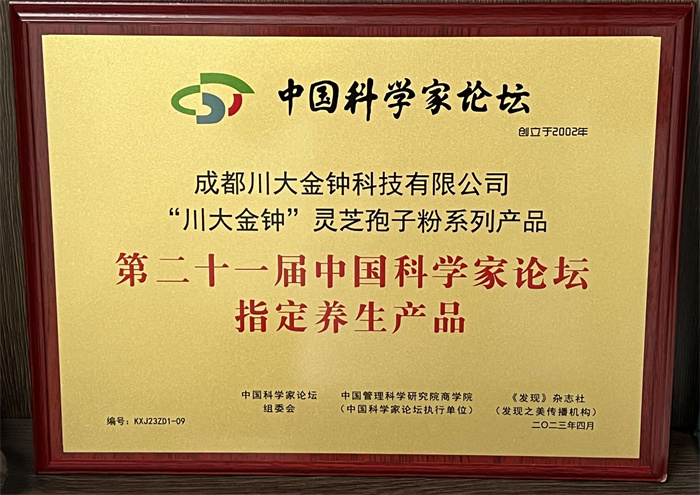 中国科学家论坛
创立于2002年
成都川大金钟科技有限公司
“川大金钟”灵芝孢子粉系列产品
第二十一届中国科学家论坛
指定养生产品
中国科学家论坛 中国管理科学研究院商学院 《发现》杂志社
组委会 （中国科学家论坛执行单位） （发现之美传播机构）
编号：KXJ23ZD1-09 二〇二三年四月